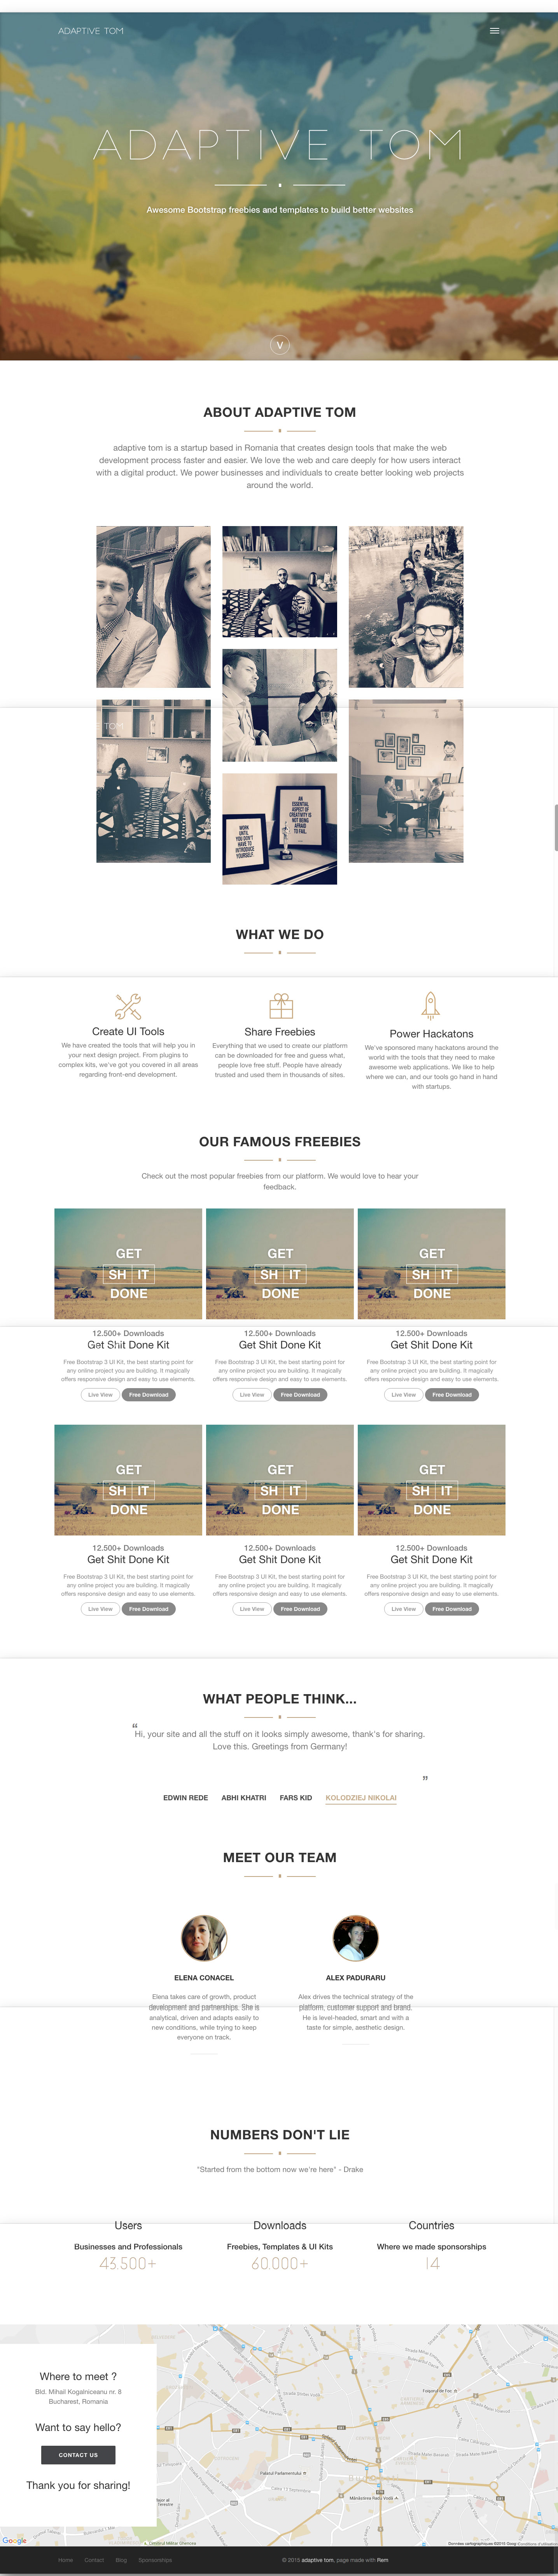 ADAPTIVE TOM
ADAPTIVE TOM
Awesome Bootstrap freebies and templates to build better websites
V
ABOUT ADAPTIVE TOM
adaptive tom is a startup based in Romania that creates design tools that make the web
development process faster and easier. We love the web and care deeply for how users interact
with a digital product. We power businesses and individuals to create better looking web projects
around the world.
TOM
WORK
UNTIL
YOU DON'T
HAVE TO
INTRODUCE
YOURSELF.
AN
ESSENTIAL
ASPECT OF
CREATIVITY IS
NOT BEING
AFRAID
TO FAIL.
WHAT WE DO
Create UI Tools
We have created the tools that will help you in
your next design project. From plugins to
complex kits, we've got you covered in all areas
regarding front-end development.
Share Freebies
Everything that we used to create our platform
can be downloaded for free and guess what,
people love free stuff. People have already
trusted and used them in thousands of sites.
Power Hackatons
We've sponsored many hackatons around the
world with the tools that they need to make
awesome web applications. We like to help
where we can, and our tools go hand in hand
with startups.
OUR FAMOUS FREEBIES
Check out the most popular freebies from our platform. We would love to hear your
feedback.
GET
SH IT
DONE
12.500+ Downloads
Get Shit Done Kit
Free Bootstrap 3 UI Kit, the best starting point for
any online project you are building. It magically
offers responsive design and easy to use elements.
Live View Free Download
GET
SH IT
DONE
12.500+ Downloads
Get Shit Done Kit
Free Bootstrap 3 UI Kit, the best starting point for
any online project you are building. It magically
offers responsive design and easy to use elements.
Live View Free Download
GET
SH IT
DONE
12.500+ Downloads
Get Shit Done Kit
Free Bootstrap 3 UI Kit, the best starting point for
any online project you are building. It magically
offers responsive design and easy to use elements.
Live View Free Download
GET
SH IT
DONE
12.500+ Downloads
Get Shit Done Kit
Free Bootstrap 3 UI Kit, the best starting point for
any online project you are building. It magically
offers responsive design and easy to use elements.
Live View Free Download
GET
SH IT
DONE
12.500+ Downloads
Get Shit Done Kit
Free Bootstrap 3 UI Kit, the best starting point for
any online project you are building. It magically
offers responsive design and easy to use elements.
Live View Free Download
GET
SH IT
DONE
12.500+ Downloads
Get Shit Done Kit
Free Bootstrap 3 UI Kit, the best starting point for
any online project you are building. It magically
offers responsive design and easy to use elements.
Live View Free Download
WHAT PEOPLE THINK...
“Hi, your site and all the stuff on it looks simply awesome, thank's for sharing.
Love this. Greetings from Germany!
”
EDWIN REDE ABHI KHATRI FARS KID KOLODZIEJ NIKOLAI
MEET OUR TEAM
ELENA CONACEL
Elena takes care of growth, product
development and partnerships. She is
analytical, driven and adapts easily to
new conditions, while trying to keep
everyone on track.
ALEX PADURARU
Alex drives the technical strategy of the
platform, customer support and brand.
He is level-headed, smart and with a
taste for simple, aesthetic design.
NUMBERS DON'T LIE
"Started from the bottom now we're here" - Drake
Users
Businesses and Professionals
43.500+
Downloads
Freebies, Templates & UI Kits
60.000+
Countries
Where we made sponsorships
14
Where to meet ?
Bld. Mihail Kogalniceanu nr. 8
Bucharest, Romania
Want to say hello?
CONTACT US
Thank you for sharing!
Palatul Parlamentului
Google
Home Contact Blog Sponsorships
© 2015 adaptive tom, page made with Rem